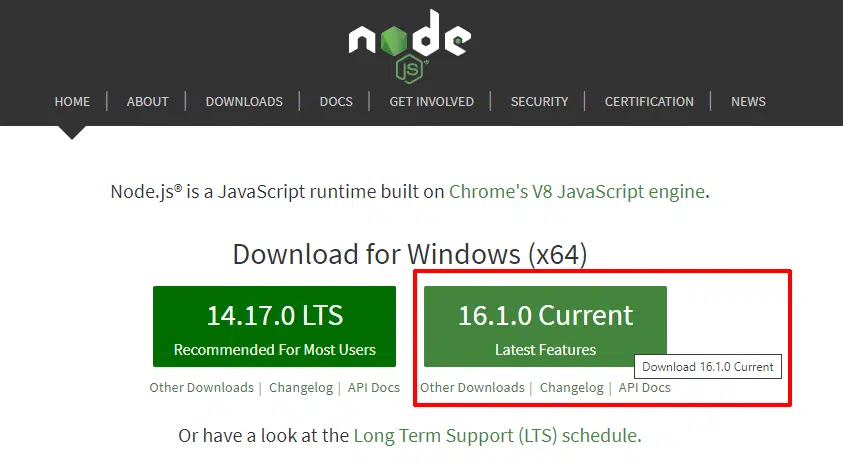 node
JS
HOME | ABOUT | DOWNLOADS | DOCS | GET INVOLVED | SECURITY | CERTIFICATION | NEWS
Node.js® is a JavaScript runtime built on Chrome's V8 JavaScript engine.
Download for Windows (x64)
14.17.0 LTS
Recommended For Most Users
Other Downloads | Changelog | API Docs
16.1.0 Current
Latest Features
Download 16.1.0 Current
Other Downloads | Changelog | API Docs
Or have a look at the Long Term Support (LTS) schedule.